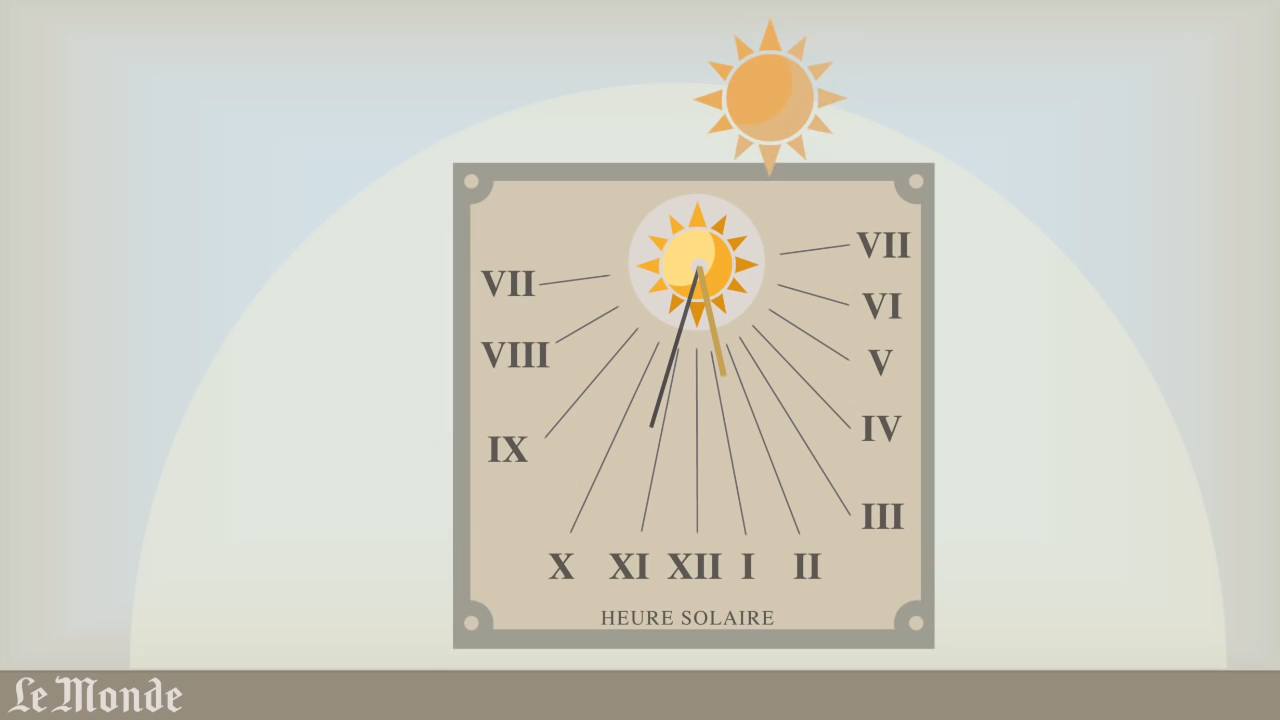 VII
VIII
IX
X XI XII I II
III
IV
V
VI
VII
HEURE SOLAIRE
Le Monde